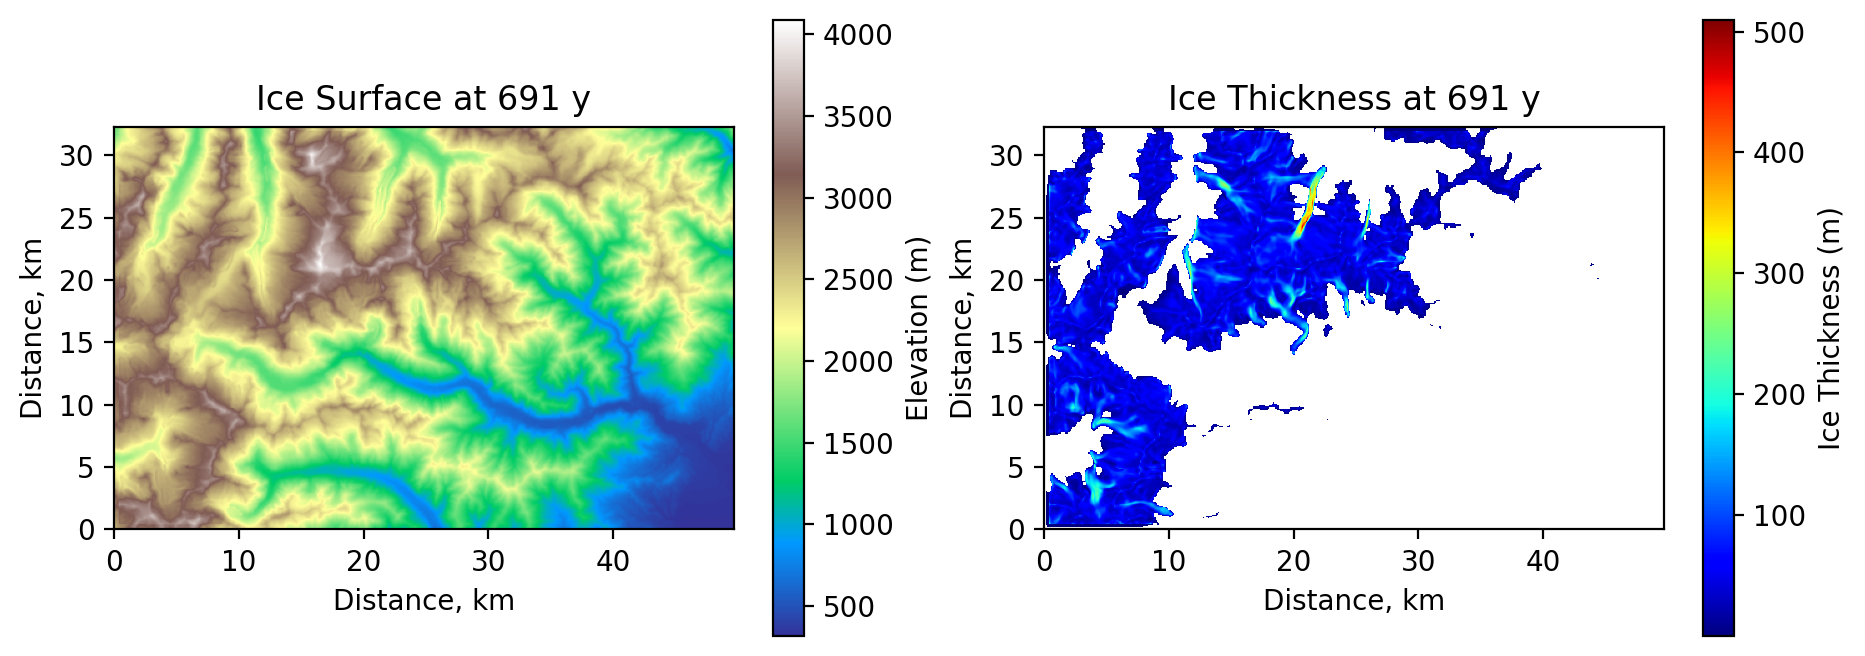 Ice Surface at 691 y
30
25
20
15
10
5
0
0 10 20 30 40
Distance, km
Distance, km
4000
3500
3000
2500
2000
1500
1000
500
Elevation (m)
Ice Thickness at 691 y
30
25
20
15
10
5
0
0 10 20 30 40
Distance, km
Distance, km
500
400
300
200
100
Ice Thickness (m)